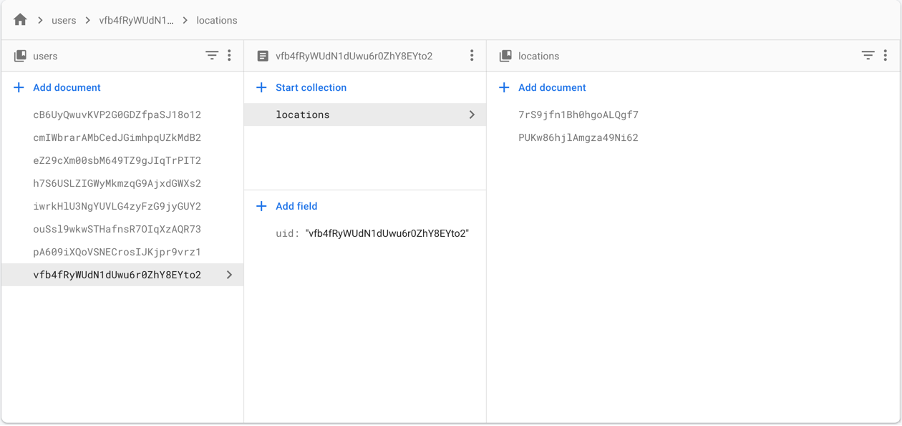 users
vfb4fRyWUdN1...
locations
users
Add document
cB6UyQwuvKVP2G0GDZfpaSJ18o12
cmIWbrarAMbCedJGimhpqUZkMdB2
eZ29cXm00sbM649TZ9gJIqTrPIT2
h7S6USLZIGWyMkmzqG9AjxdGWXs2
iwrkHlU3NgYUVLG4zyFzG9jyGUY2
ouSsl9wkwSTHafnsR7OIqXzAQR73
pA609iXQoVSNECrosIJKjpr9vrz1
vfb4fRyWUdN1dUwu6r0ZhY8EYto2
vfb4fRyWUdN1dUwu6r0ZhY8EYto2
Start collection
locations
Add field
uid: "vfb4fRyWUdN1dUwu6r0ZhY8EYto2"
locations
Add document
7rS9jfn1Bh0hgoALQgf7
PUKw86hjlAmgza49Ni62